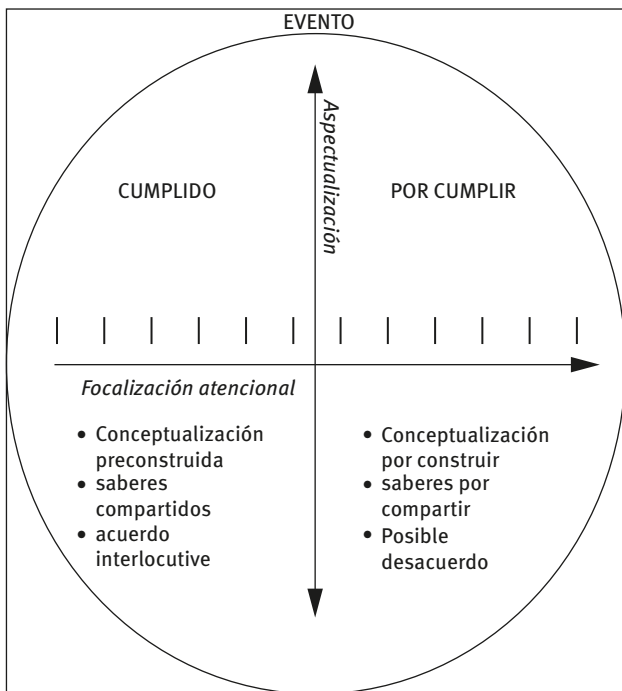 EVENTO
Aspectualización
CUMPLIDO
POR CUMPLIR
Focalización atencional
• Conceptualización
preconstruida
• saberes
compartidos
• acuerdo
interlocutive
• Conceptualización
por construir
• saberes por
compartir
• Posible
desacuerdo